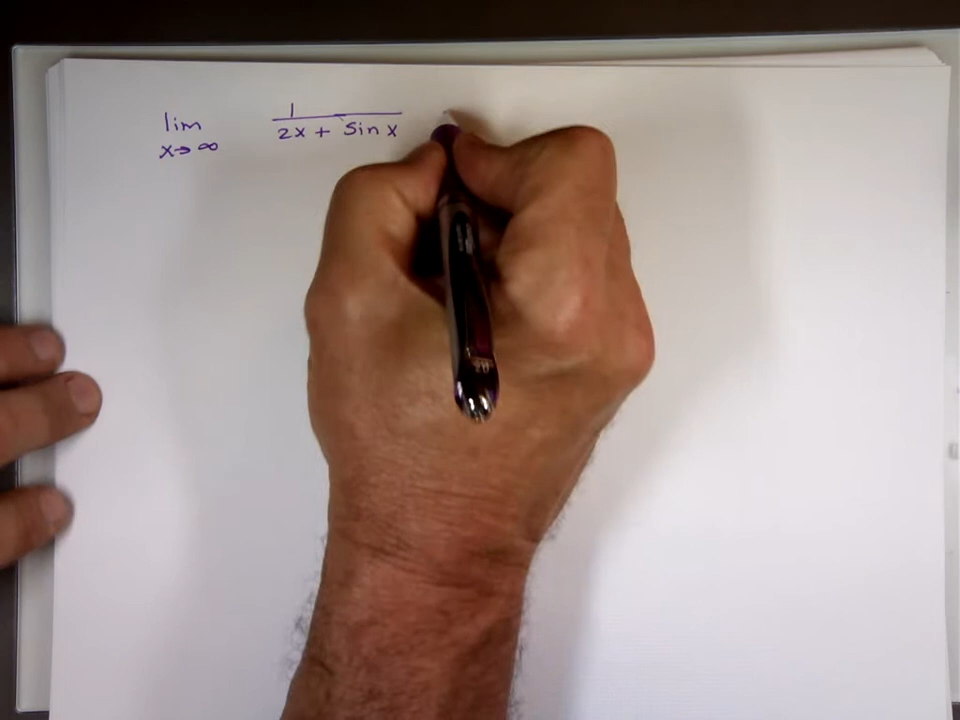 lim x→∞ 1 / (2x + sin x)